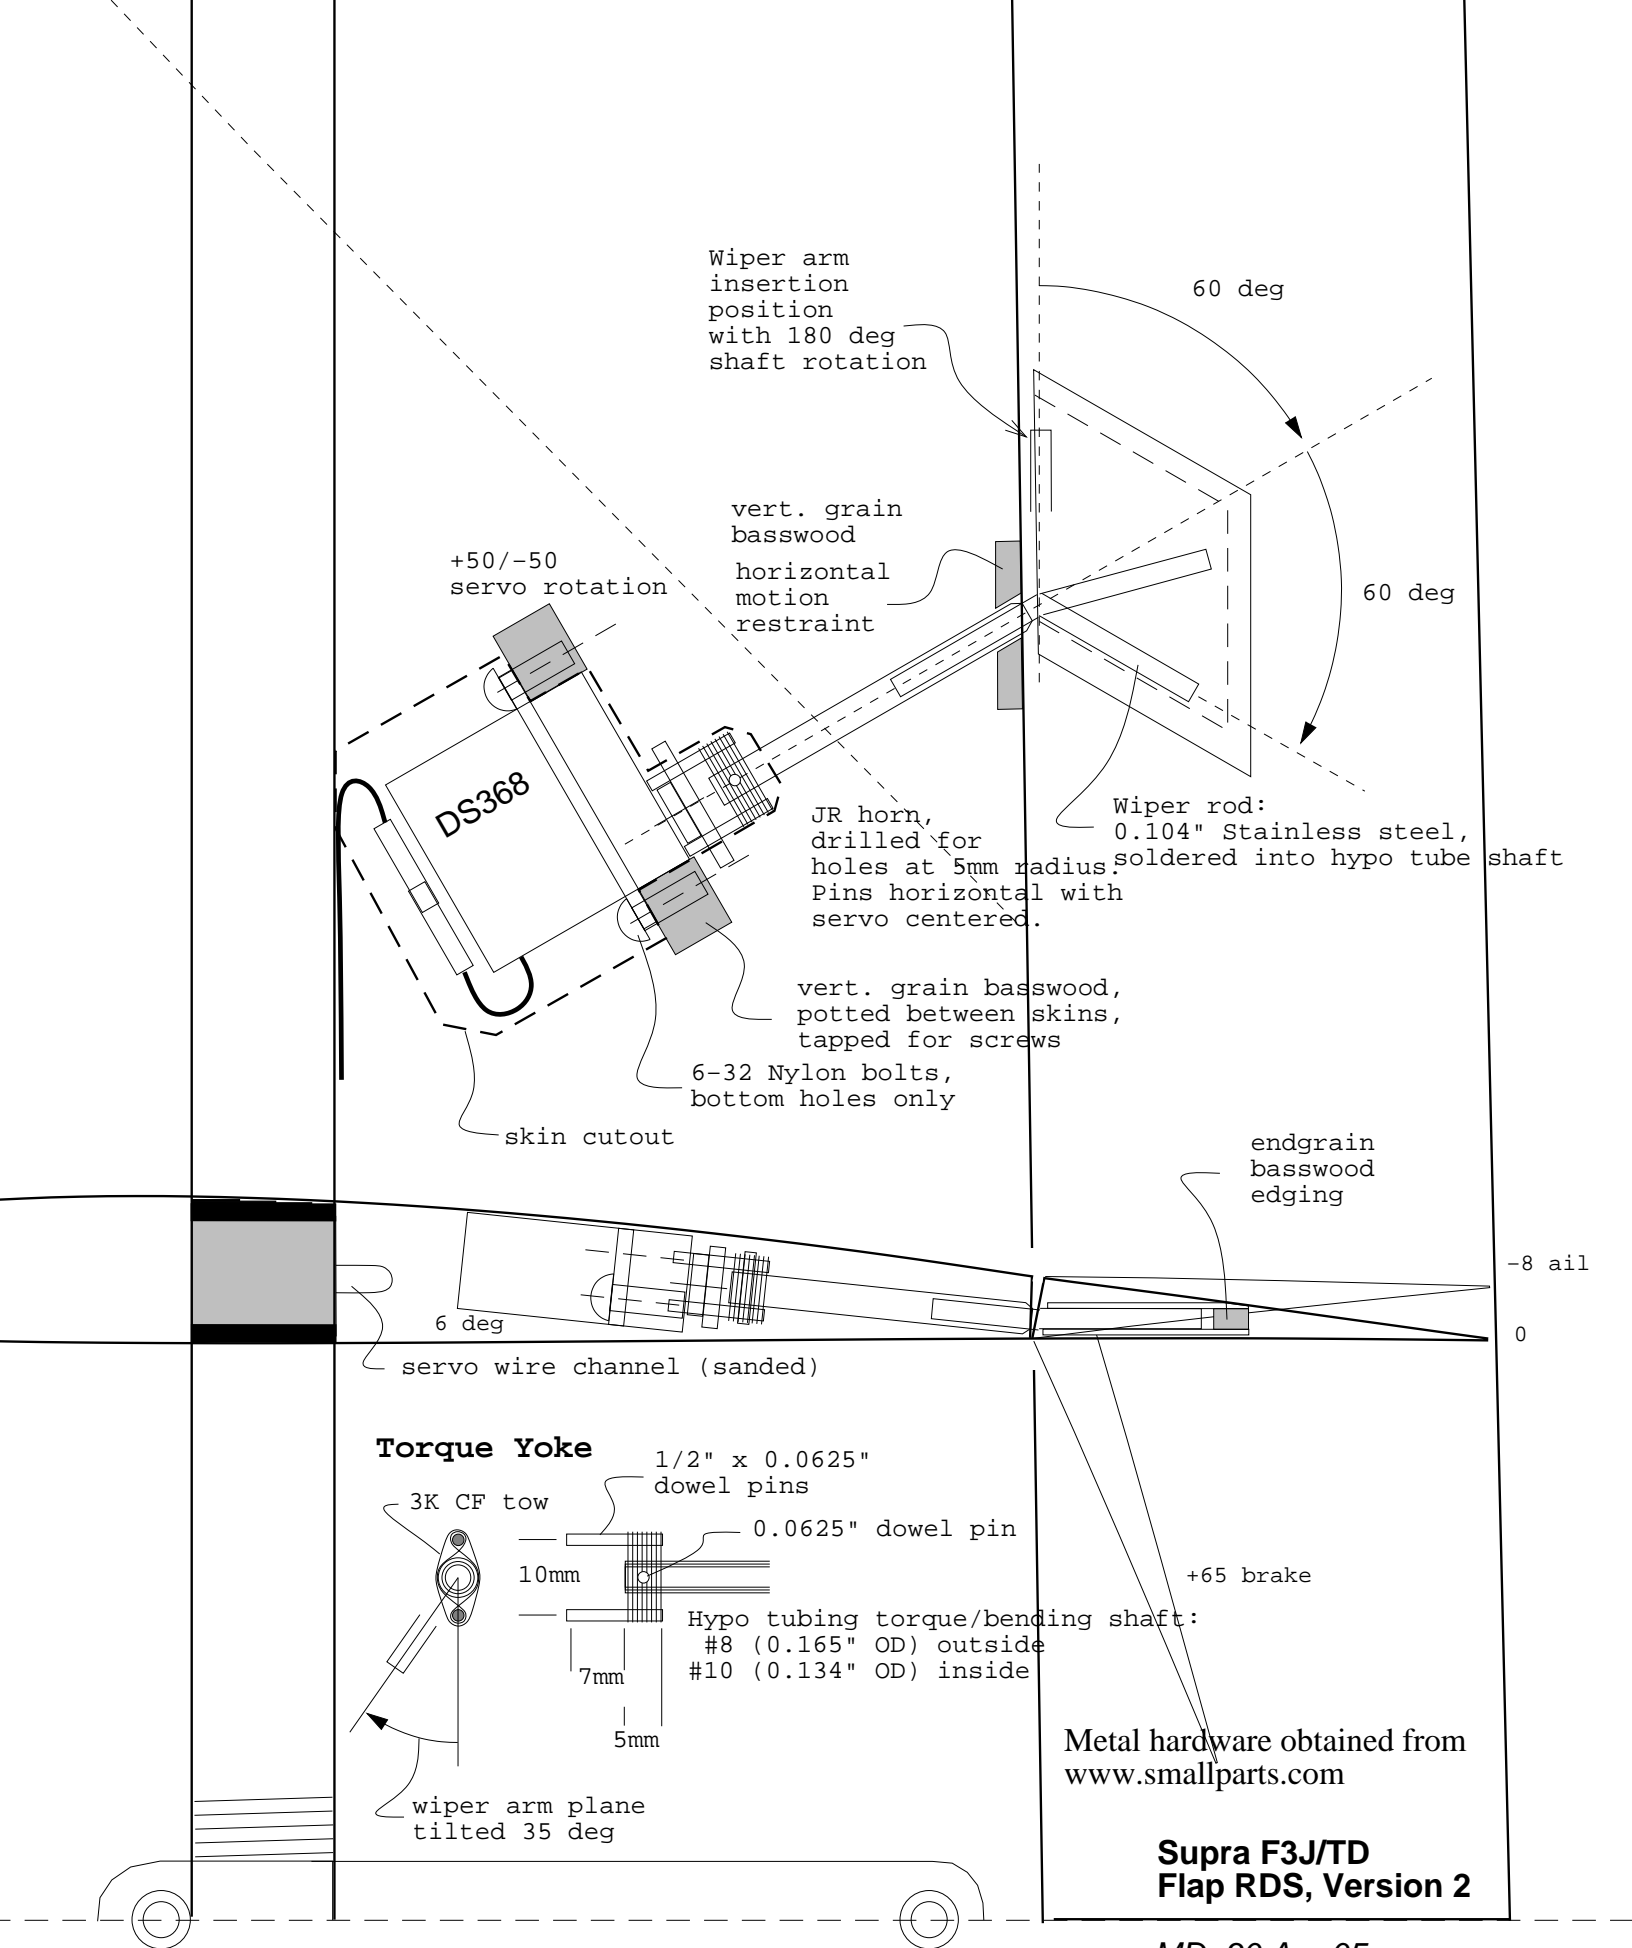 Wiper arm
insertion
position
with 180 deg
shaft rotation
60 deg
vert. grain
basswood
horizontal
motion
restraint
+50/-50
servo rotation
60 deg
DS368
JR horn,
drilled for
holes at 5mm radius.
Pins horizontal with
servo centered.
Wiper rod:
0.104" Stainless steel,
soldered into hypo tube shaft
vert. grain basswood,
potted between skins,
tapped for screws
6-32 Nylon bolts,
bottom holes only
skin cutout
endgrain
basswood
edging
-8 ail
0
6 deg
servo wire channel (sanded)
Torque Yoke
1/2" x 0.0625"
dowel pins
3K CF tow
0.0625" dowel pin
10mm
+65 brake
Hypo tubing torque/bending shaft:
#8 (0.165" OD) outside
#10 (0.134" OD) inside
7mm
5mm
Metal hardware obtained from
www.smallparts.com
wiper arm plane
tilted 35 deg
Supra F3J/TD
Flap RDS, Version 2